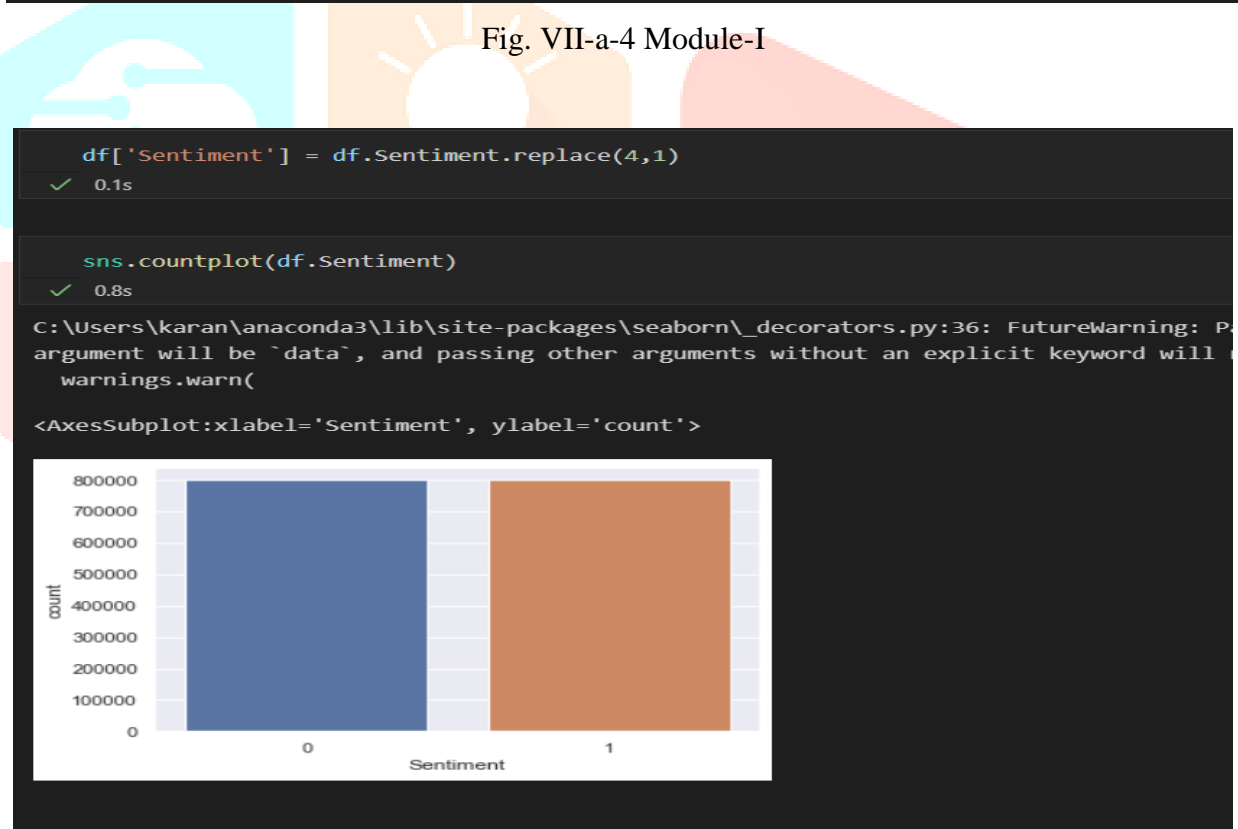 Fig. VII-a-4 Module-I
df['Sentiment'] = df.Sentiment.replace(4,1)
✓ 0.1s
sns.countplot(df.Sentiment)
✓ 0.8s
C:\Users\karan\anaconda3\lib\site-packages\seaborn\_decorators.py:36: FutureWarning:
argument will be `data`, and passing other arguments without an explicit keyword will
warnings.warn(
<AxesSubplot:xlabel='Sentiment', ylabel='count'>
800000
700000
600000
500000
400000
300000
200000
100000
0
count
0 1
Sentiment